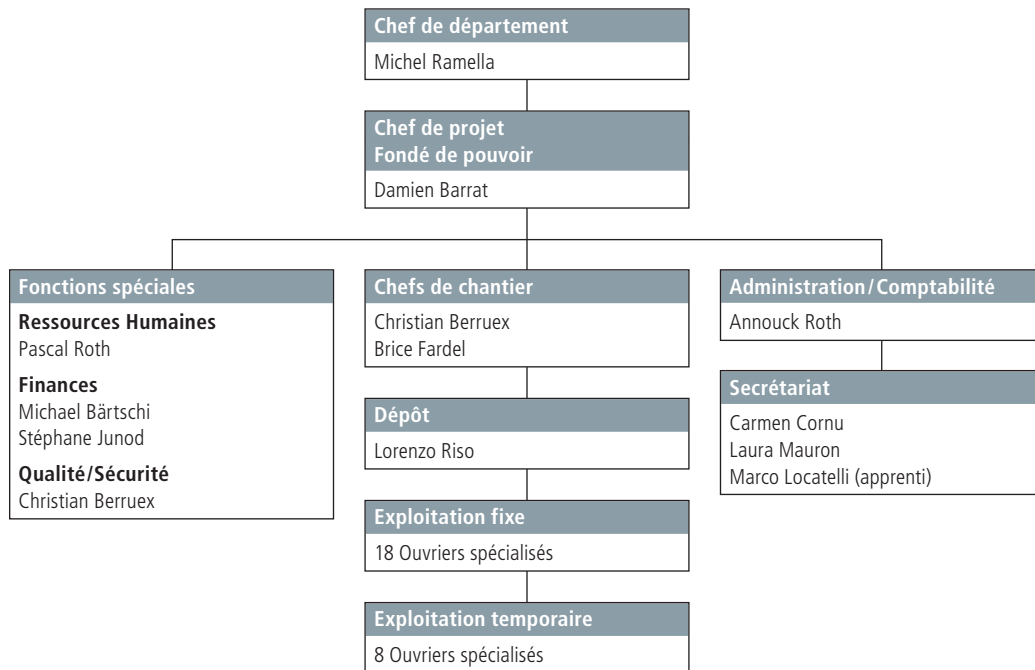 Chef de département
Michel Ramella
Chef de projet
Fondé de pouvoir
Damien Barrat
Fonctions spéciales
Ressources Humaines
Pascal Roth
Finances
Michael Bärtschi
Stéphane Junod
Qualité/Sécurité
Christian Berruex
Chefs de chantier
Christian Berruex
Brice Fardel
Dépôt
Lorenzo Riso
Exploitation fixe
18 Ouvriers spécialisés
Exploitation temporaire
8 Ouvriers spécialisés
Administration/Comptabilité
Annouck Roth
Secrétariat
Carmen Cornu
Laura Mauron
Marco Locatelli (apprenti)